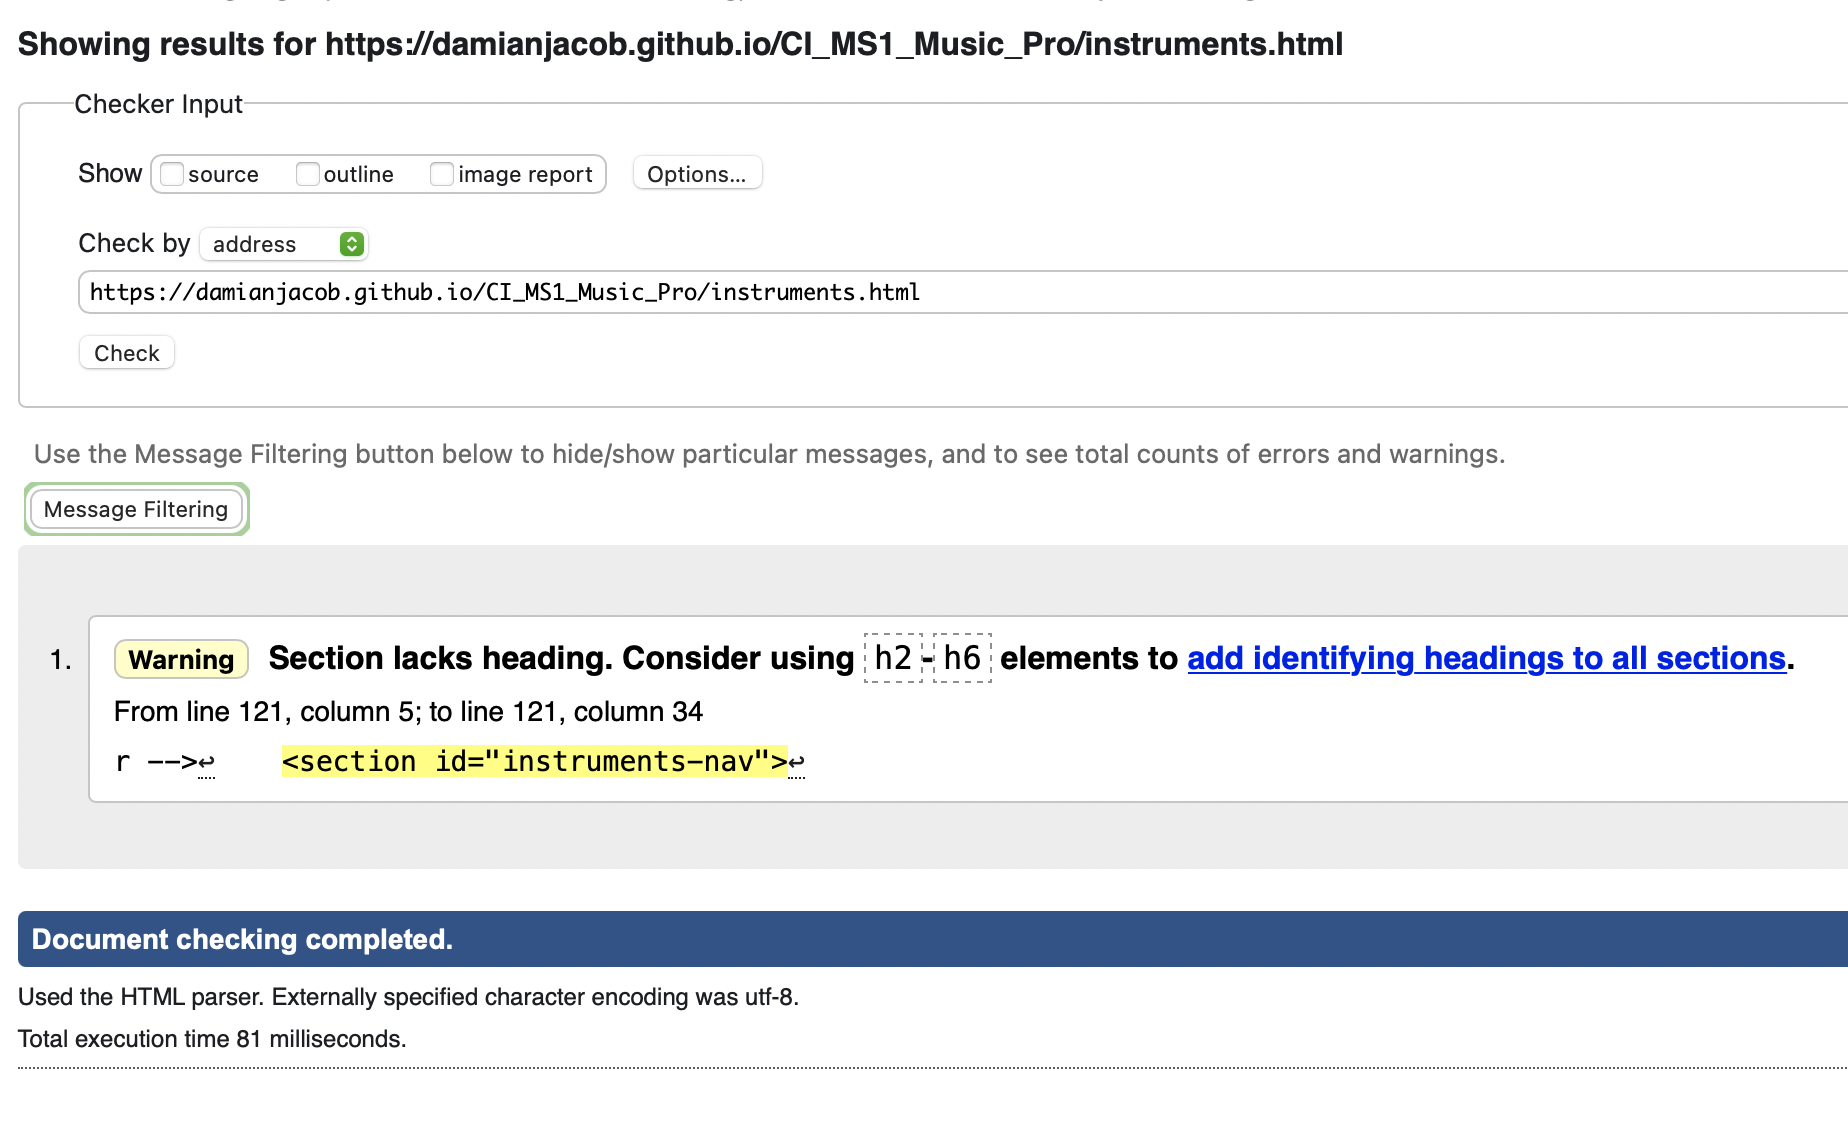 Showing results for https://damianjacob.github.io/CI_MS1_Music_Pro/instruments.html
Checker Input
Show source outline image report Options...
Check by address
https://damianjacob.github.io/CI_MS1_Music_Pro/instruments.html
Check
Use the Message Filtering button below to hide/show particular messages, and to see total counts of errors and warnings.
Message Filtering
1. Warning Section lacks heading. Consider using h2-h6 elements to add identifying headings to all sections.
From line 121, column 5; to line 121, column 34
r -->↩ <section id="instruments-nav">↩
Document checking completed.
Used the HTML parser. Externally specified character encoding was utf-8.
Total execution time 81 milliseconds.